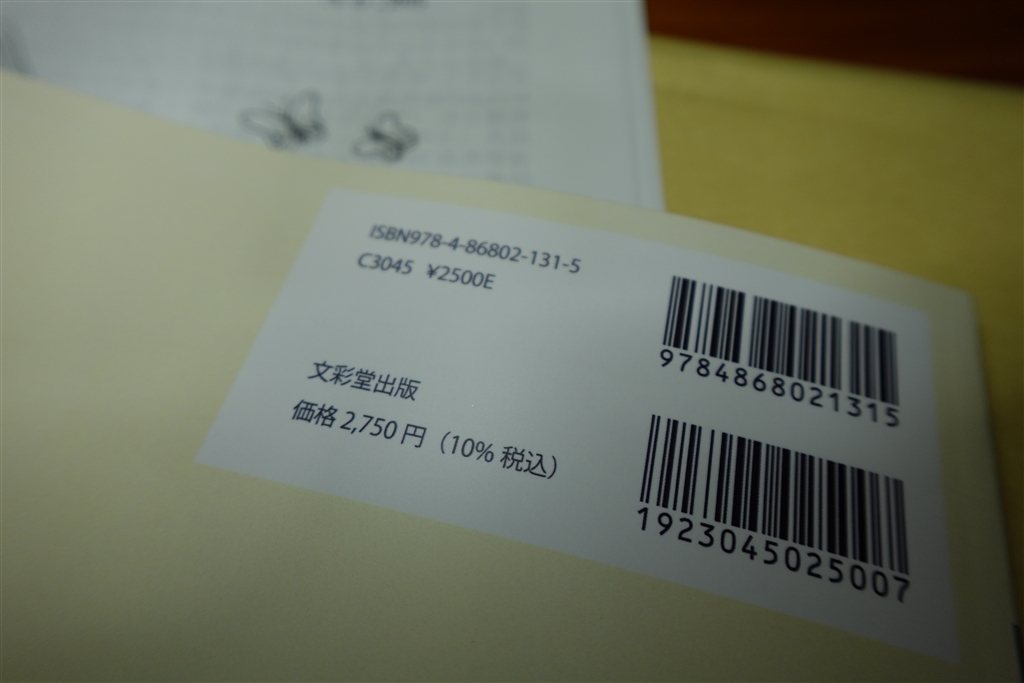 ISBN978-4-86802-131-5
C3045 ¥2500E
文彩堂出版
価格 2,750 円（10% 税込）
9784868021315
1923045025007